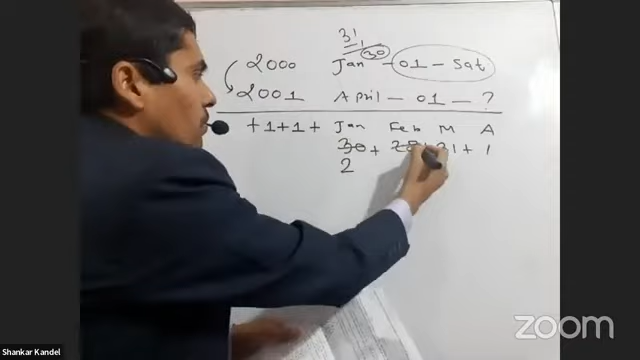 31
30
2000 Jan - 01 - Sat
2001 April - 01 - ?
+1+1+ Jan Feb M A
30 + 28 31 + 1
2
Shankar Kandel
zoom